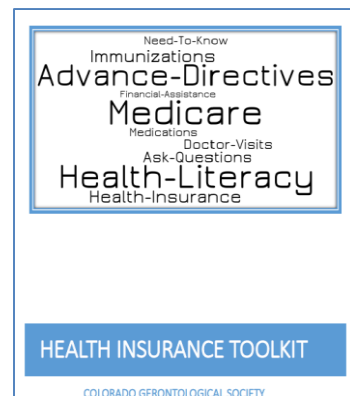 Need-To-Know
Immunizations
Advance-Directives
Financial-Assistance
Medicare
Medications
Doctor-Visits
Ask-Questions
Health-Literacy
Health-Insurance
HEALTH INSURANCE TOOLKIT
COLORADO GERONTOLOGICAL SOCIETY